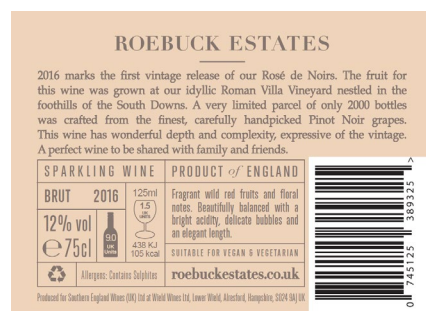 ROEBUCK ESTATES
2016 marks the first vintage release of our Rosé de Noirs. The fruit for
this wine was grown at our idyllic Roman Villa Vineyard nestled in the
foothills of the South Downs. A very limited parcel of only 2000 bottles
was crafted from the finest, carefully handpicked Pinot Noir grapes.
This wine has wonderful depth and complexity, expressive of the vintage.
A perfect wine to be shared with family and friends.
SPARKLING WINE
BRUT 2016
12% vol
e75cl
9.0
UK
Units
125ml
1.5
UK
UNITS
438 KJ
105 kcal
Allergens: Contains Sulphites
PRODUCT of ENGLAND
Fragrant wild red fruits and floral
notes. Beautifully balanced with a
bright acidity, delicate bubbles and
an elegant length.
SUITABLE FOR VEGAN & VEGETARIAN
roebuckestates.co.uk
Produced for Southern England Wines (UK) Ltd at Wield Wines Ltd, Lower Wield, Alresford, Hampshire, SO24 9AJ UK
0 745125 389325 >